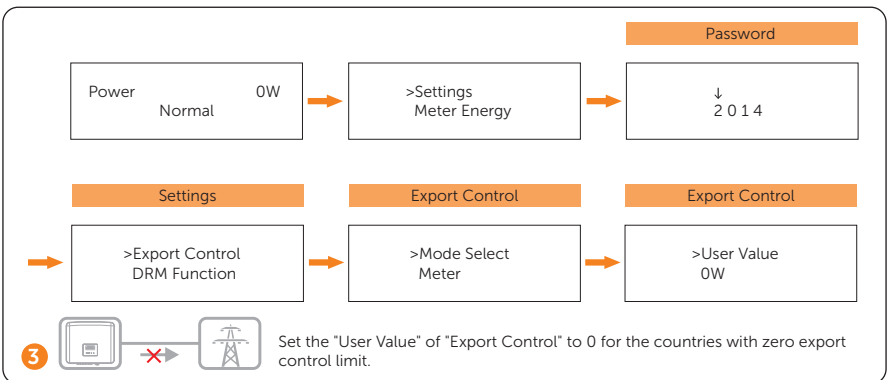 Password
Power 0W
Normal
>Settings
Meter Energy
↓
2 0 1 4
Settings
Export Control
Export Control
>Export Control
DRM Function
>Mode Select
Meter
>User Value
0W
3
Set the "User Value" of "Export Control" to 0 for the countries with zero export
control limit.